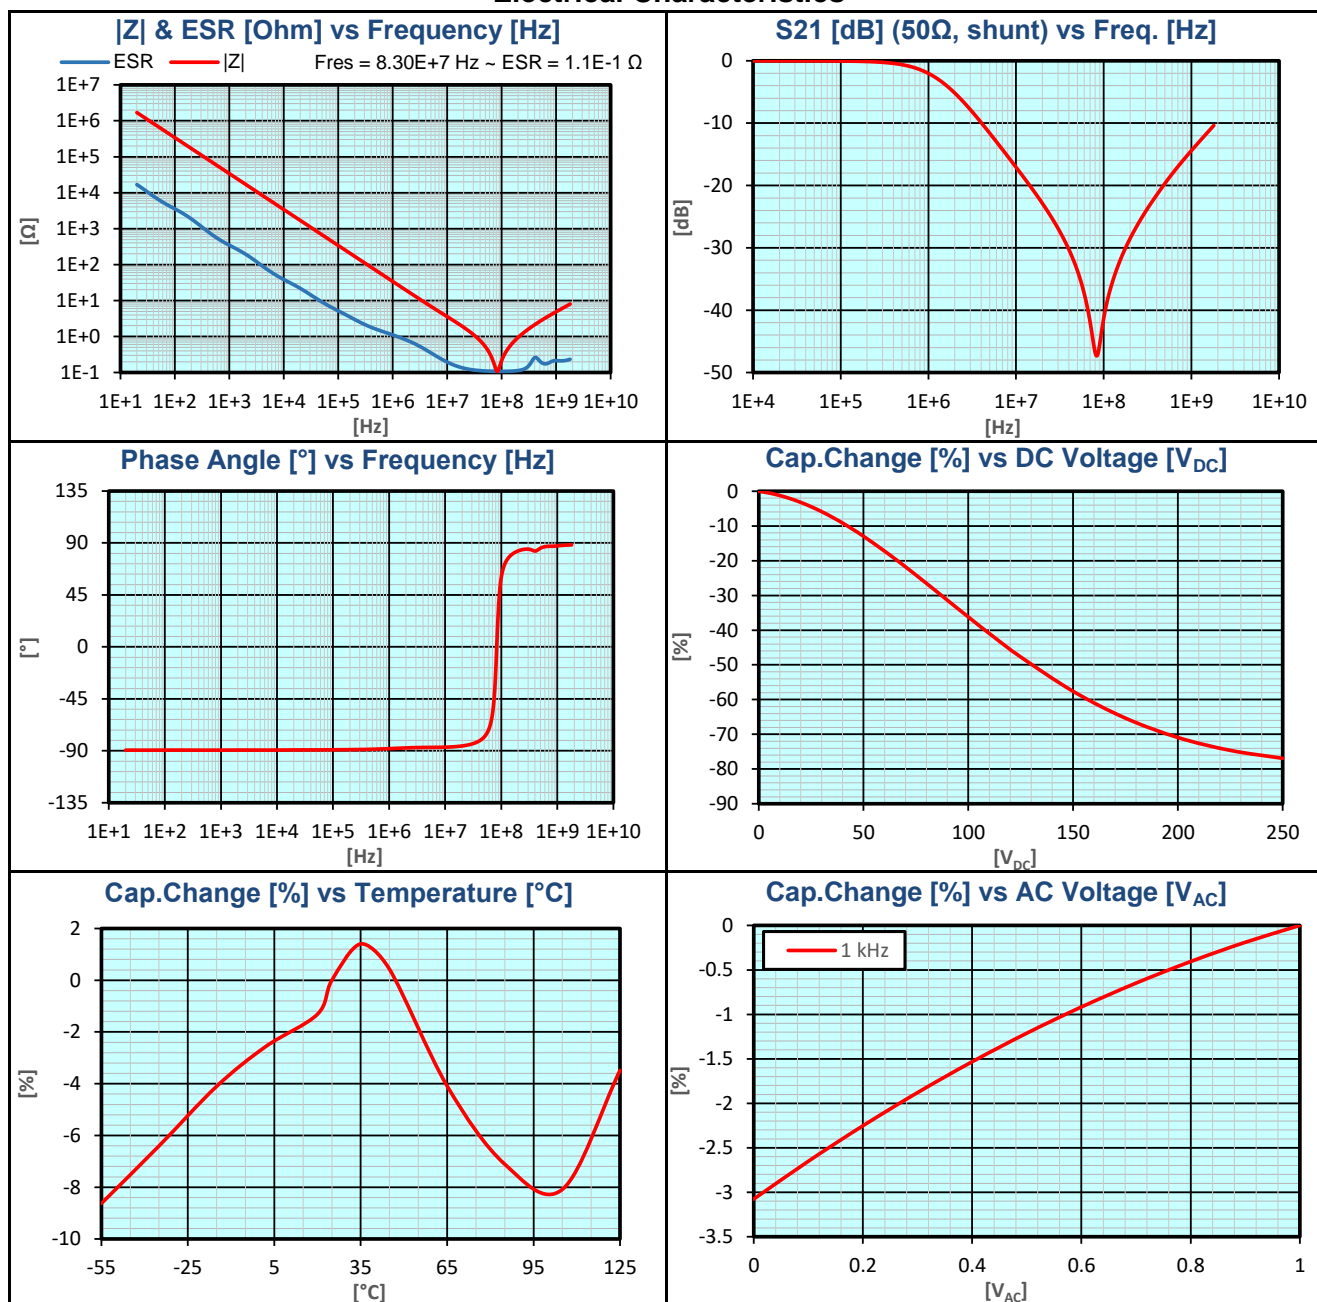 Electrical Characteristics
|Z| & ESR [Ohm] vs Frequency [Hz]
ESR |Z| Fres = 8.30E+7 Hz ~ ESR = 1.1E-1 Ω
1E+7
1E+6
1E+5
1E+4
1E+3
1E+2
1E+1
1E+0
1E-1
[Ω]
1E+1 1E+2 1E+3 1E+4 1E+5 1E+6 1E+7 1E+8 1E+9 1E+10
[Hz]
S21 [dB] (50Ω, shunt) vs Freq. [Hz]
0
-10
-20
-30
-40
-50
[dB]
1E+4 1E+5 1E+6 1E+7 1E+8 1E+9 1E+10
[Hz]
Phase Angle [°] vs Frequency [Hz]
135
90
45
0
-45
-90
-135
[°]
1E+1 1E+2 1E+3 1E+4 1E+5 1E+6 1E+7 1E+8 1E+9 1E+10
[Hz]
Cap.Change [%] vs DC Voltage [VDC]
0
-10
-20
-30
-40
-50
-60
-70
-80
-90
[%]
0 50 100 150 200 250
[VDC]
Cap.Change [%] vs Temperature [°C]
2
0
-2
-4
-6
-8
-10
[%]
-55 -25 5 35 65 95 125
[°C]
Cap.Change [%] vs AC Voltage [VAC]
1 kHz
0
-0.5
-1
-1.5
-2
-2.5
-3
-3.5
[%]
0 0.2 0.4 0.6 0.8 1
[VAC]